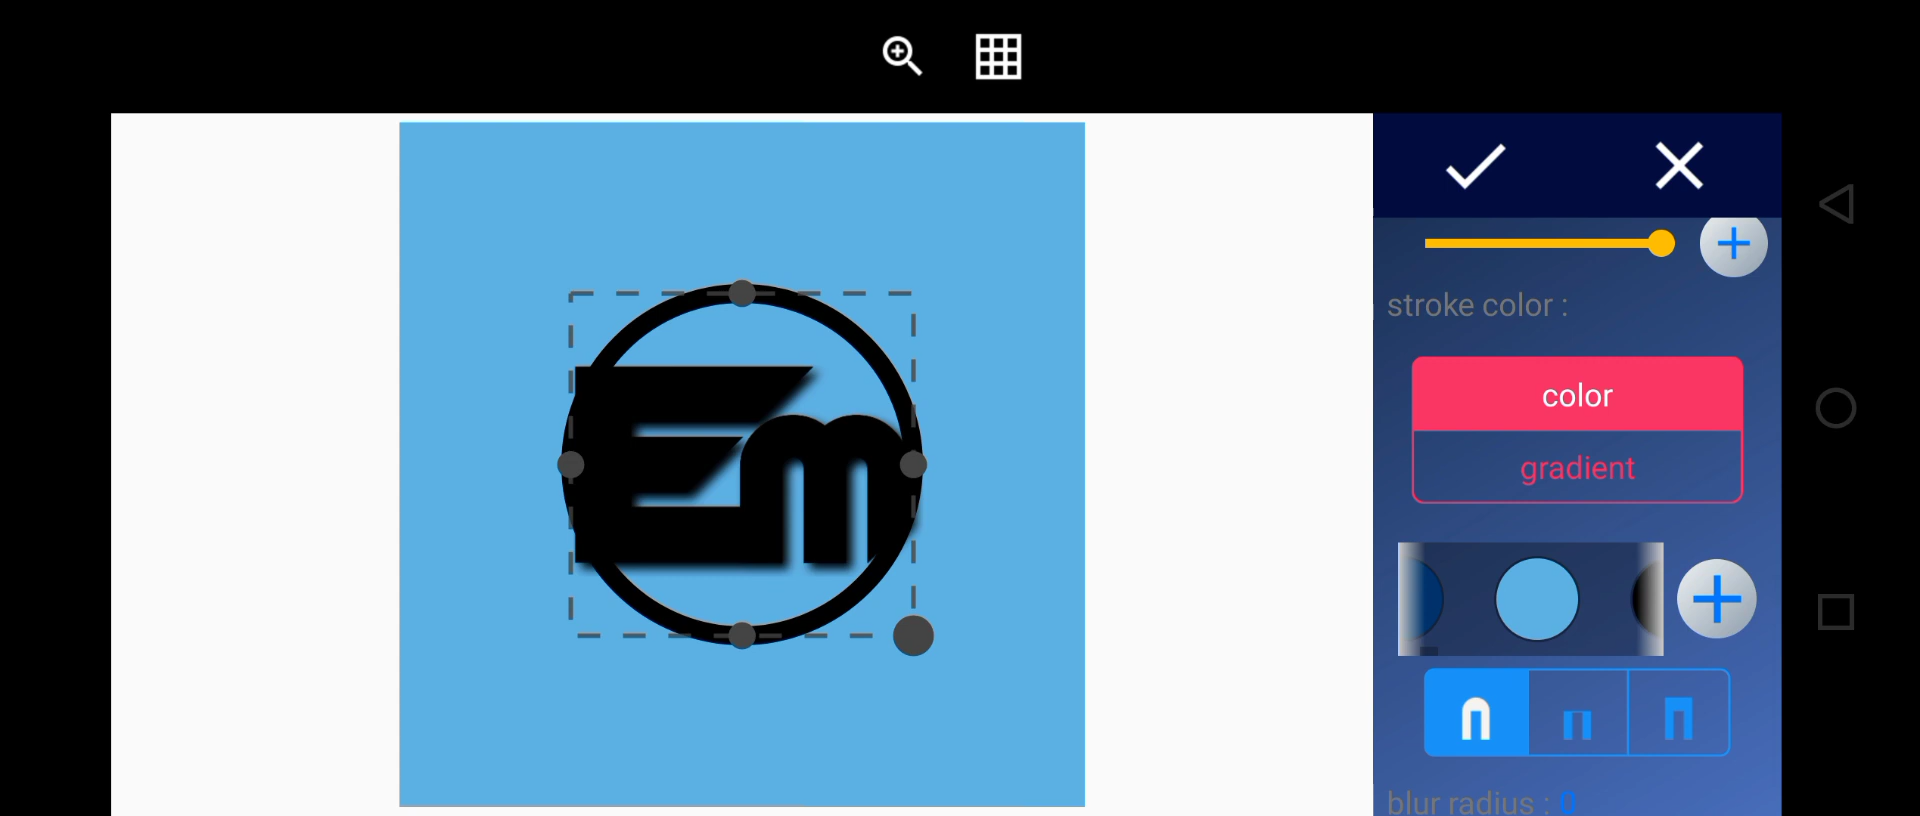 Em
stroke color :
color
gradient
blur radius : 0